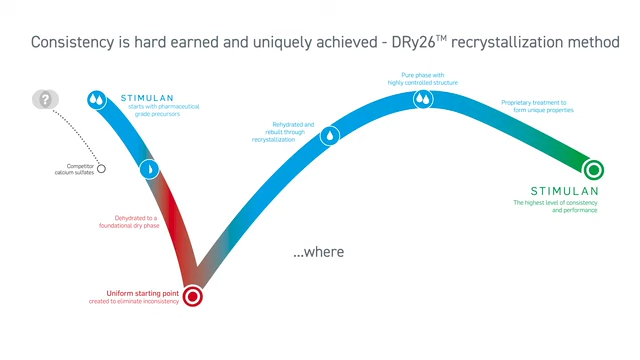 Consistency is hard earned and uniquely achieved - DRy26™ recrystallization method
?
STIMULAN
starts with pharmaceutical
grade precursors
Competitor
calcium sulfates
Dehydrated to a
foundational dry phase
Uniform starting point
created to eliminate inconsistency
Rehydrated and
rebuilt through
recrystallization
Pure phase with
highly controlled structure
Proprietary treatment to
form unique properties
STIMULAN
The highest level of consistency
and performance
...where